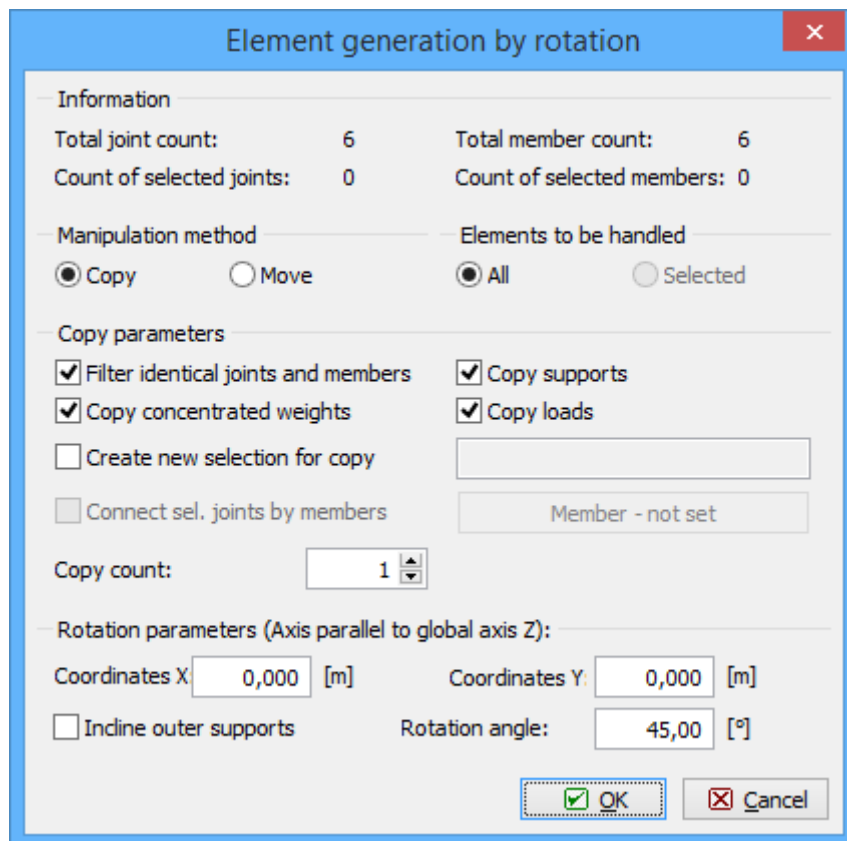 Element generation by rotation
Information
Total joint count: 6 Total member count: 6
Count of selected joints: 0 Count of selected members: 0
Manipulation method Elements to be handled
Copy Move All Selected
Copy parameters
Filter identical joints and members Copy supports
Copy concentrated weights Copy loads
Create new selection for copy
Connect sel. joints by members Member - not set
Copy count: 1
Rotation parameters (Axis parallel to global axis Z):
Coordinates X: 0,000 [m] Coordinates Y: 0,000 [m]
Incline outer supports Rotation angle: 45,00 [°]
OK Cancel